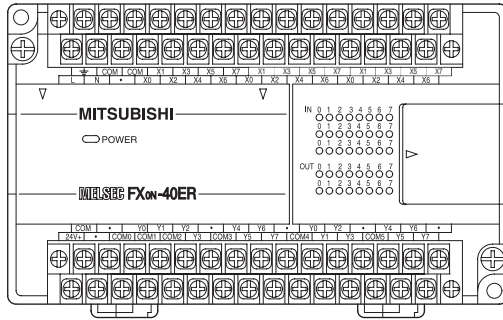 ⏚ COM COM X1 X3 X5 X7 X1 X3 X5 X7 X1 X3 X5 X7
L N • X0 X2 X4 X6 X0 X2 X4 X6 X0 X2 X4 X6
MITSUBISHI
POWER
IN 0 1 2 3 4 5 6 7
0 1 2 3 4 5 6 7
0 1 2 3 4 5 6 7
OUT 0 1 2 3 4 5 6 7
0 1 2 3 4 5 6 7
MELSEC FX0N-40ER
COM • Y0 Y1 Y2 • Y4 Y6 • Y0 Y2 • Y4 Y6 •
24V+ • COM0 COM1 COM2 Y3 COM3 Y5 Y7 COM4 Y1 Y3 COM5 Y5 Y7